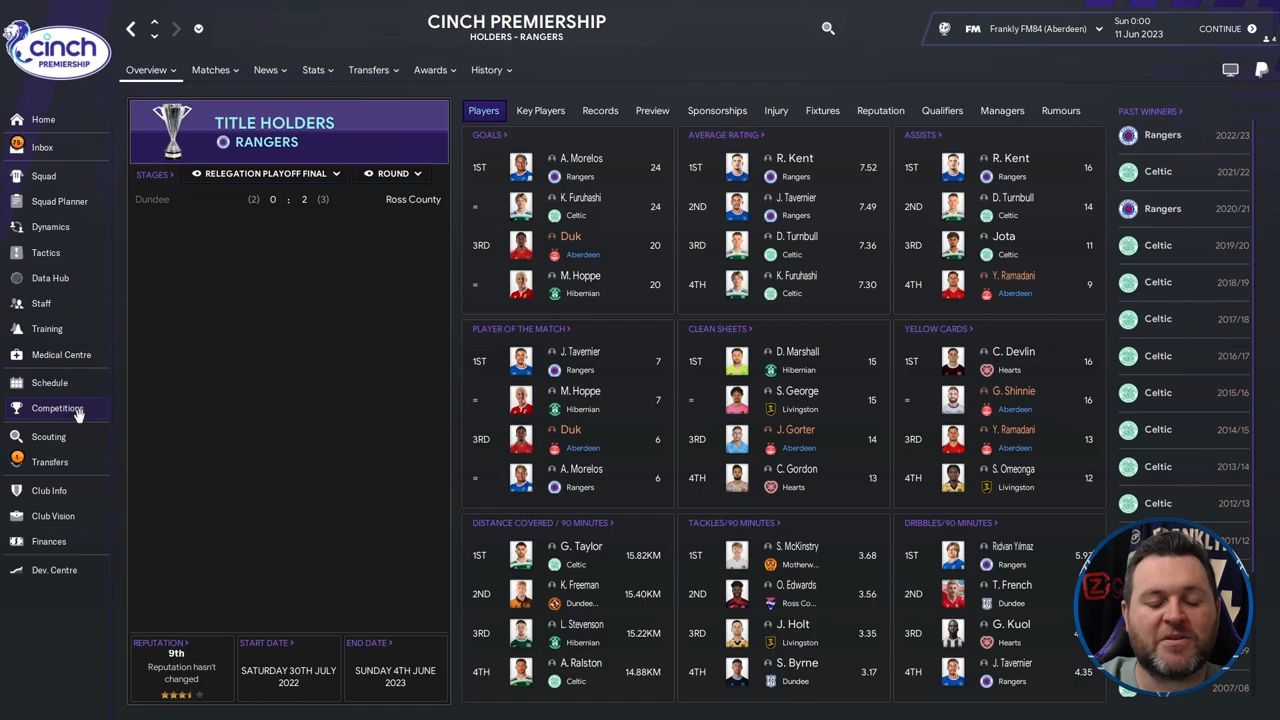 cinch
PREMIERSHIP
CINCH PREMIERSHIP
HOLDERS - RANGERS
FM Frankly FM84 (Aberdeen)
Sun 0:00
11 Jun 2023
CONTINUE
4
Overview Matches News Stats Transfers Awards History
Home
75
Inbox
Squad
Squad Planner
Dynamics
Tactics
Data Hub
Staff
Training
Medical Centre
Schedule
Competitions
Scouting
1
Transfers
Club Info
Club Vision
Finances
Dev. Centre
TITLE HOLDERS
RANGERS
STAGES > RELEGATION PLAYOFF FINAL ROUND
Dundee (2) 0 : 2 (3) Ross County
REPUTATION >
9th
Reputation hasn't
changed
START DATE >
SATURDAY 30TH JULY
2022
END DATE >
SUNDAY 4TH JUNE
2023
Players Key Players Records Preview Sponsorships Injury Fixtures Reputation Qualifiers Managers Rumours
GOALS >
1ST A. Morelos 24
Rangers
= K. Furuhashi 24
Celtic
3RD Duk 20
Aberdeen
= M. Hoppe 20
Hibernian
AVERAGE RATING >
1ST R. Kent 7.52
Rangers
2ND J. Tavernier 7.49
Rangers
3RD D. Turnbull 7.36
Celtic
4TH K. Furuhashi 7.30
Celtic
ASSISTS >
1ST R. Kent 16
Rangers
2ND D. Turnbull 14
Celtic
3RD Jota 11
Celtic
4TH Y. Ramadani 9
Aberdeen
PLAYER OF THE MATCH >
1ST J. Tavernier 7
Rangers
= M. Hoppe 7
Hibernian
3RD Duk 6
Aberdeen
= A. Morelos 6
Rangers
CLEAN SHEETS >
1ST D. Marshall 15
Hibernian
= S. George 15
Livingston
3RD J. Gorter 14
Aberdeen
4TH C. Gordon 13
Hearts
YELLOW CARDS >
1ST C. Devlin 16
Hearts
= G. Shinnie 16
Aberdeen
3RD Y. Ramadani 13
Aberdeen
4TH S. Omeonga 12
Livingston
DISTANCE COVERED / 90 MINUTES >
1ST G. Taylor 15.82KM
Celtic
2ND K. Freeman 15.40KM
Dundee...
3RD L. Stevenson 15.22KM
Hibernian
4TH A. Ralston 14.88KM
Celtic
TACKLES/90 MINUTES >
1ST S. McKinstry 3.68
Motherw...
2ND O. Edwards 3.56
Ross Co...
3RD J. Holt 3.35
Livingston
4TH S. Byrne 3.17
Dundee
DRIBBLES/90 MINUTES >
1ST Rıdvan Yılmaz
Rangers
2ND T. French
Dundee
3RD G. Kuol
Hearts
4TH J. Tavernier 4.35
Rangers
PAST WINNERS >
Rangers 2022/23
Celtic 2021/22
Rangers 2020/21
Celtic 2019/20
Celtic 2018/19
Celtic 2017/18
Celtic 2016/17
Celtic 2015/16
Celtic 2014/15
Celtic 2013/14
Celtic 2012/13
2011/12
2007/08